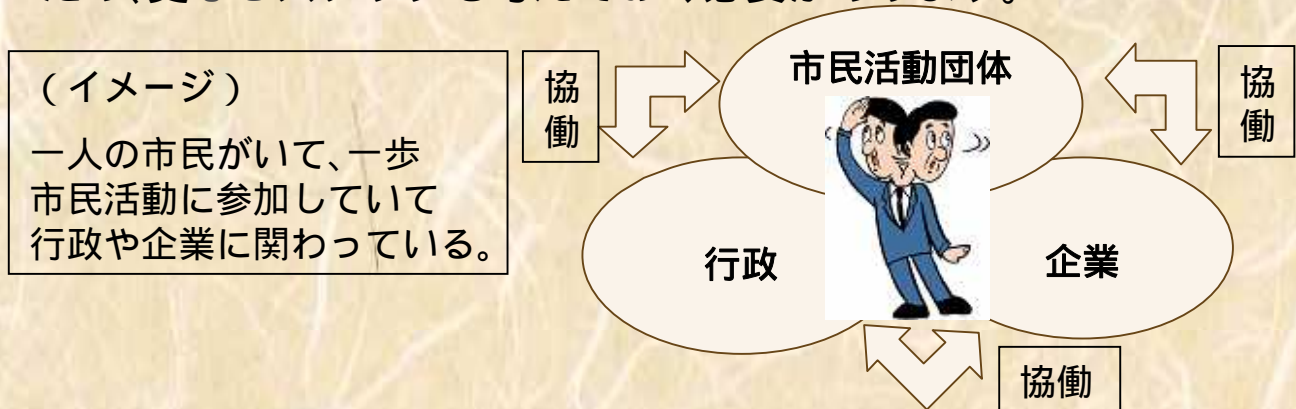 (イメージ)
一人の市民がいて、一歩
市民活動に参加していて
行政や企業に関わっている。
協働
市民活動団体
協働
行政
企業
協働